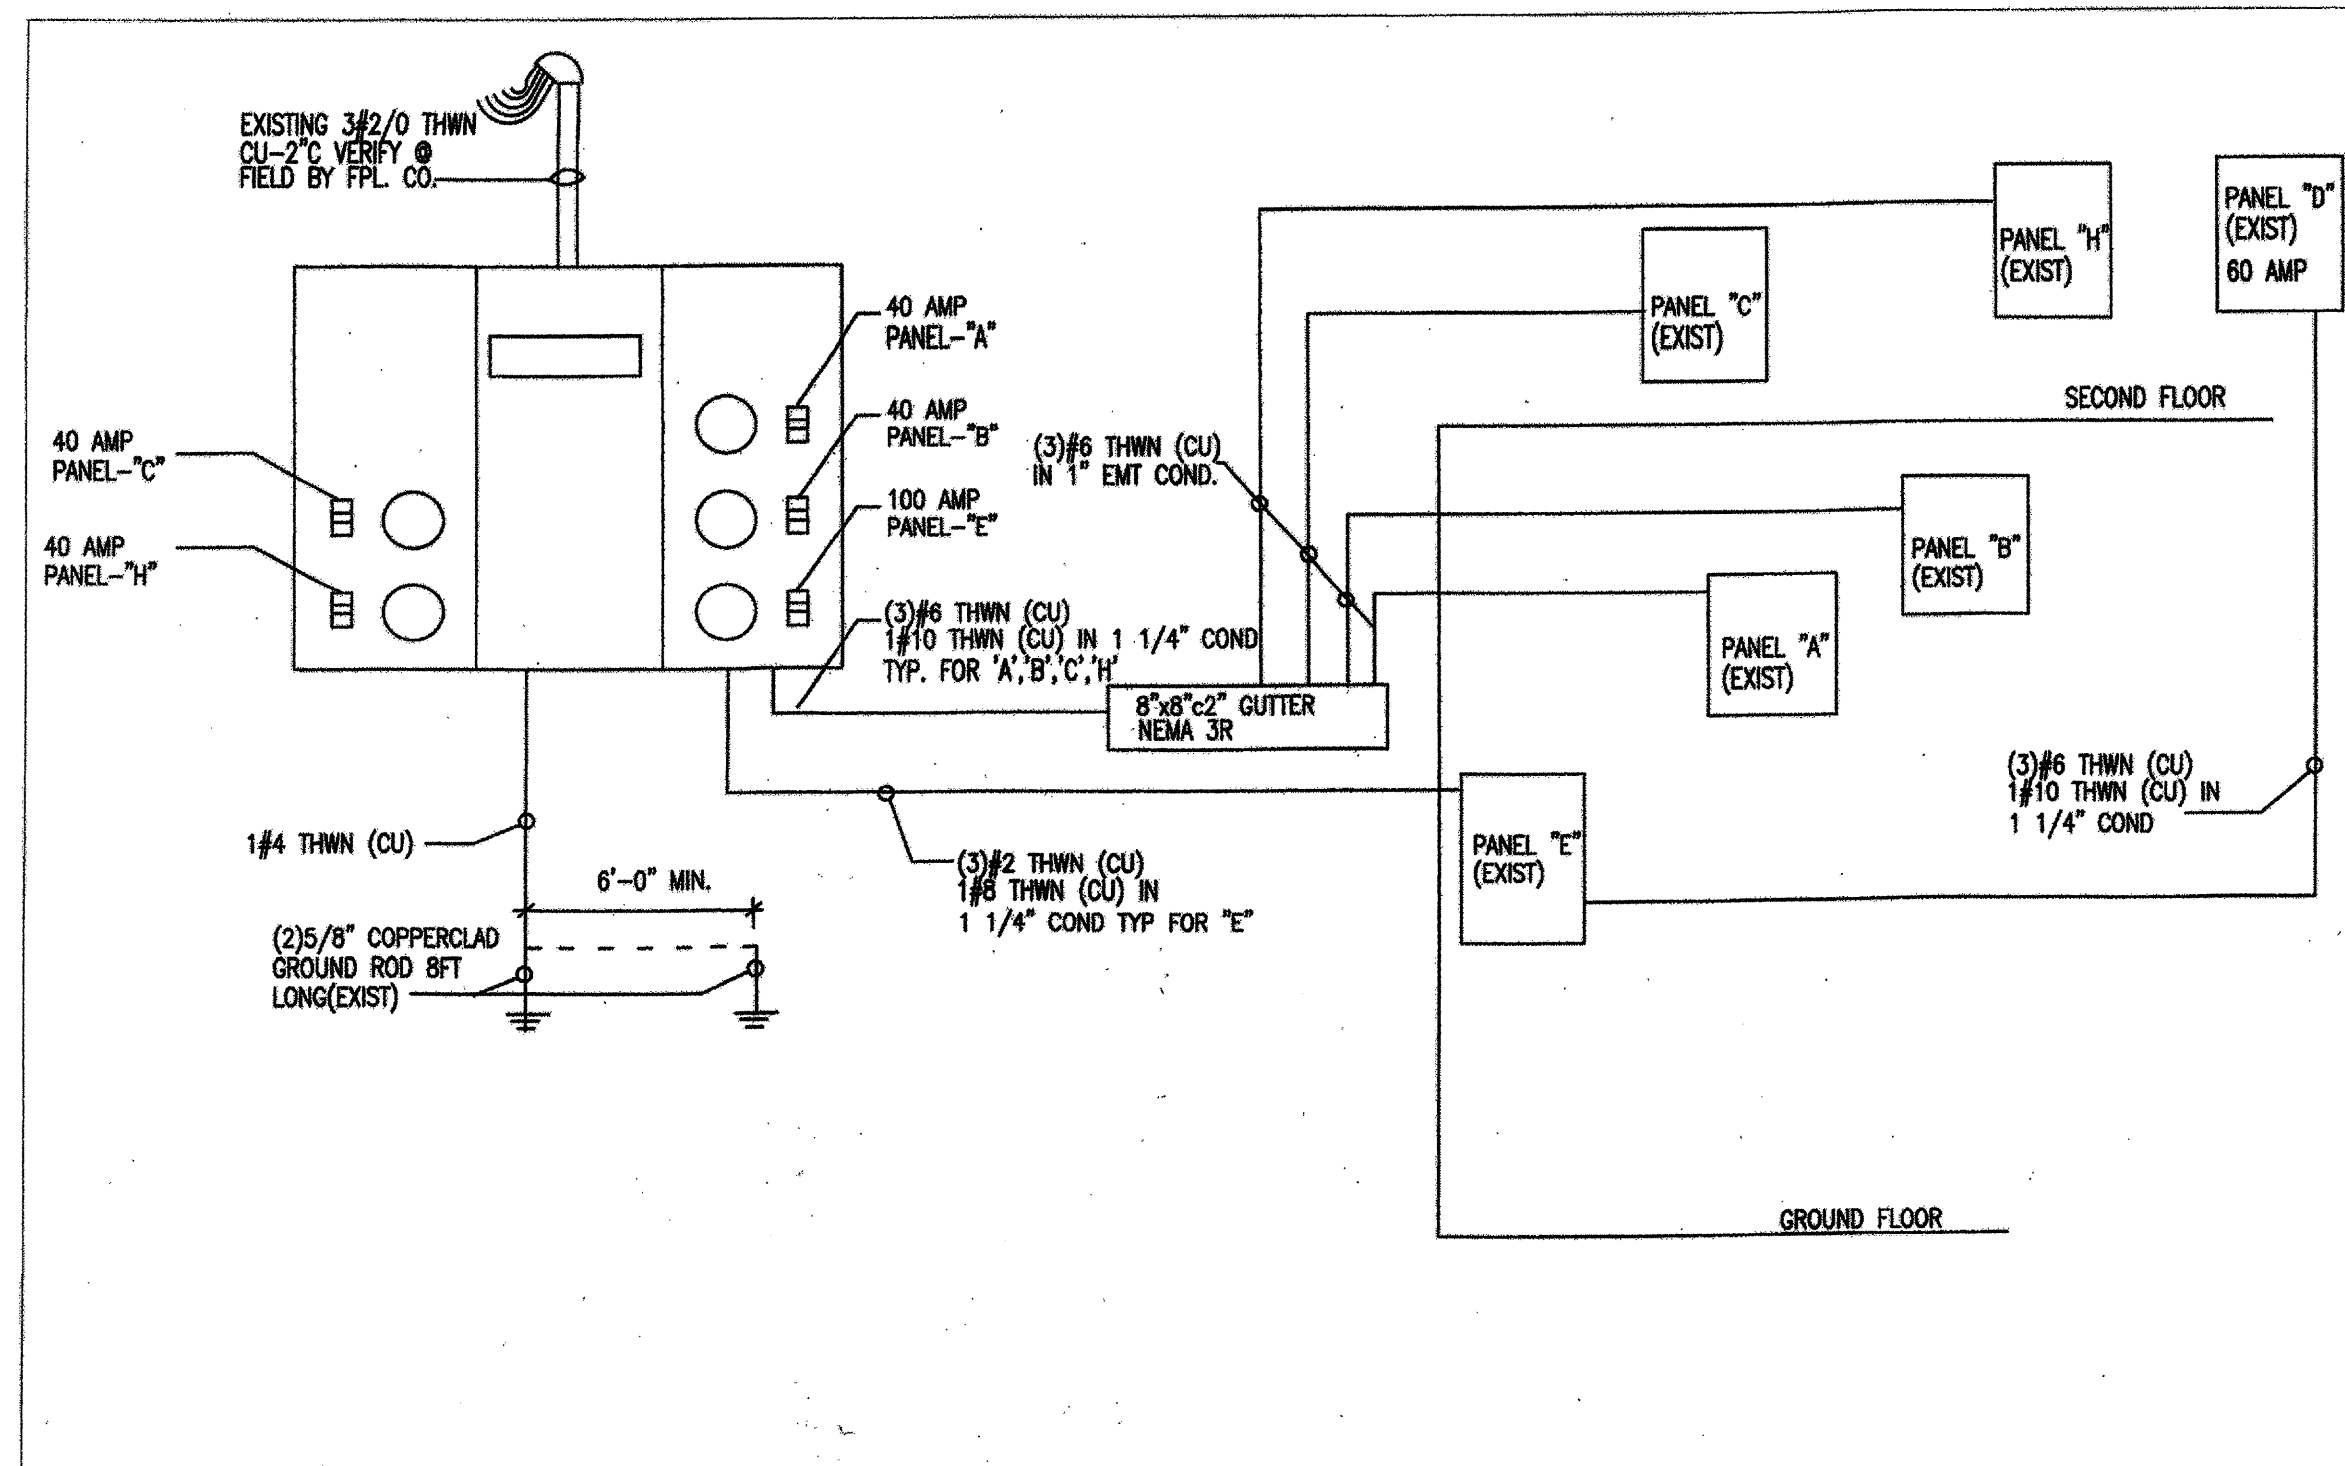 EXISTING 3#2/0 THWN
CU-2"C VERIFY @
FIELD BY FPL. CO.
40 AMP
PANEL-"C"
40 AMP
PANEL-"H"
40 AMP
PANEL-"A"
40 AMP
PANEL-"B"
100 AMP
PANEL-"E"
(3)#6 THWN (CU)
1#10 THWN (CU) IN 1 1/4" COND
TYP. FOR 'A','B','C','H'
(3)#6 THWN (CU)
IN 1" EMT COND.
8"x8"c2" GUTTER
NEMA 3R
PANEL "C"
(EXIST)
PANEL "H"
(EXIST)
PANEL "D"
(EXIST)
60 AMP
SECOND FLOOR
PANEL "B"
(EXIST)
PANEL "A"
(EXIST)
(3)#6 THWN (CU)
1#10 THWN (CU) IN
1 1/4" COND
PANEL "E"
(EXIST)
1#4 THWN (CU)
6'-0" MIN.
(2)5/8" COPPERCLAD
GROUND ROD 8FT
LONG(EXIST)
(3)#2 THWN (CU)
1#8 THWN (CU) IN
1 1/4" COND TYP FOR "E"
GROUND FLOOR